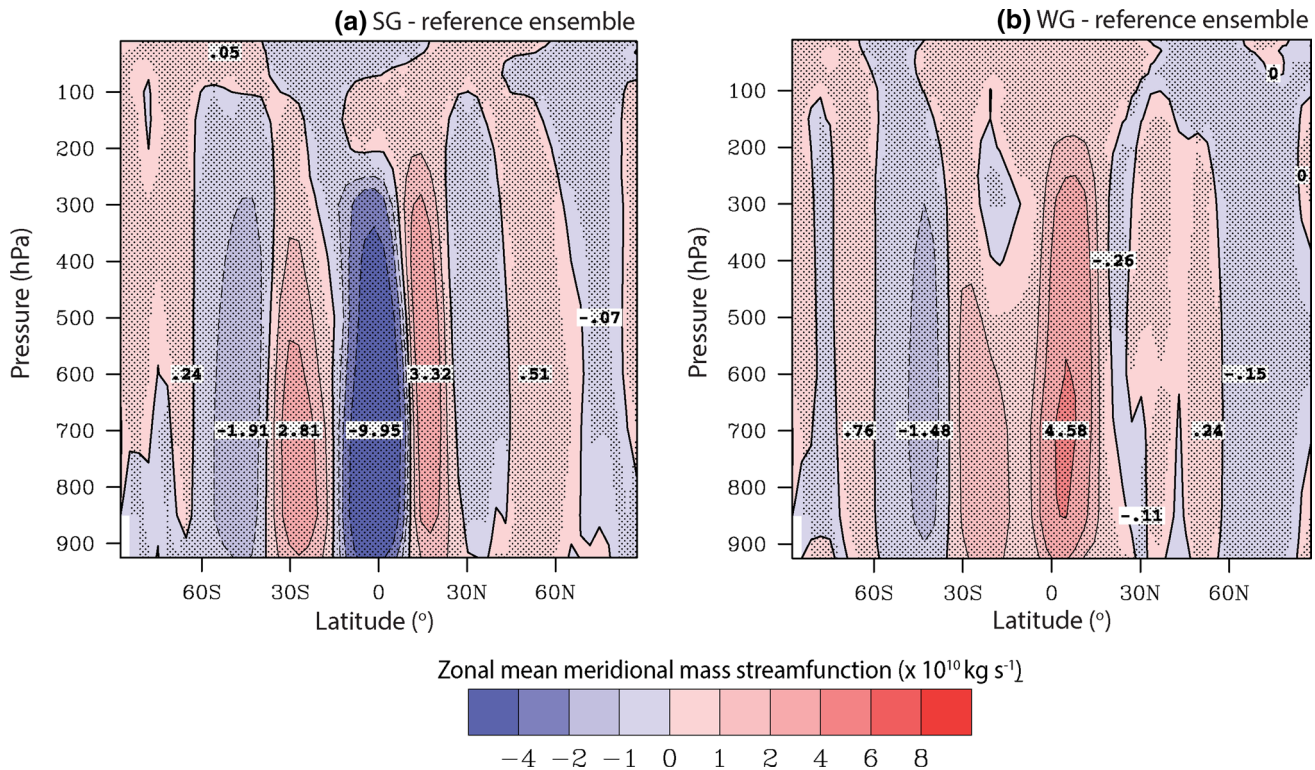 (a) SG - reference ensemble
(b) WG - reference ensemble
Pressure (hPa)
100
200
300
400
500
600
700
800
900
.05
-.07
.24
3.32
.51
-1.91
2.81
-9.95
60S
30S
0
30N
60N
Latitude (°)
Pressure (hPa)
100
200
300
400
500
600
700
800
900
0
0
-.26
-.15
.76
-1.48
4.58
.24
-.11
60S
30S
0
30N
60N
Latitude (°)
Zonal mean meridional mass streamfunction (x 10¹⁰ kg s⁻¹)
−4 −2 −1 0 1 2 4 6 8